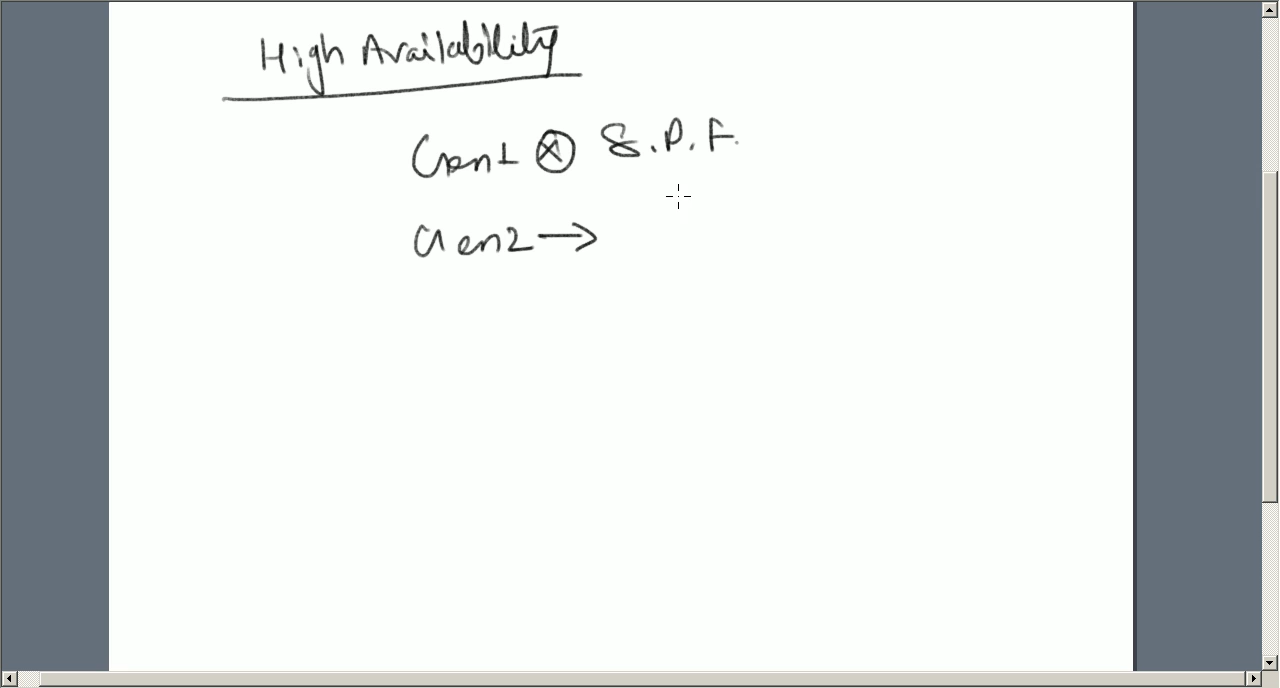 High Availability
Gen1 ⊗ S.P.F.
Gen2 →